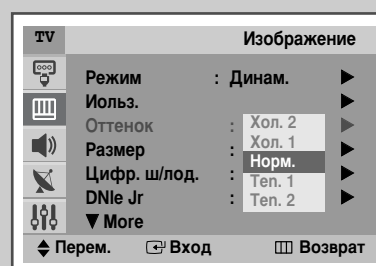 TV Изображение
Режим : Динам.
Иольз.
Оттенок : Хол. 2
Хол. 1
Размер :
Норм.
Цифр. ш/под. : Теп. 1
DNIe Jr : Теп. 2
▼ More
Перем. Вход Возврат